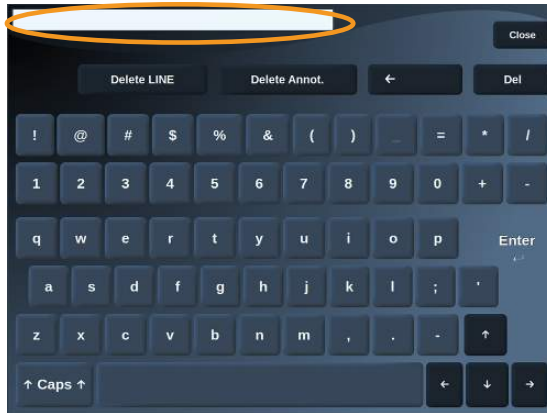 Close
Delete LINE Delete Annot. ← Del
! @ # $ % & ( ) _ = * /
1 2 3 4 5 6 7 8 9 0 + -
q w e r t y u i o p Enter
a s d f g h j k l ; '
z x c v b n m , . - ↑
↑ Caps ↑ ← ↓ →